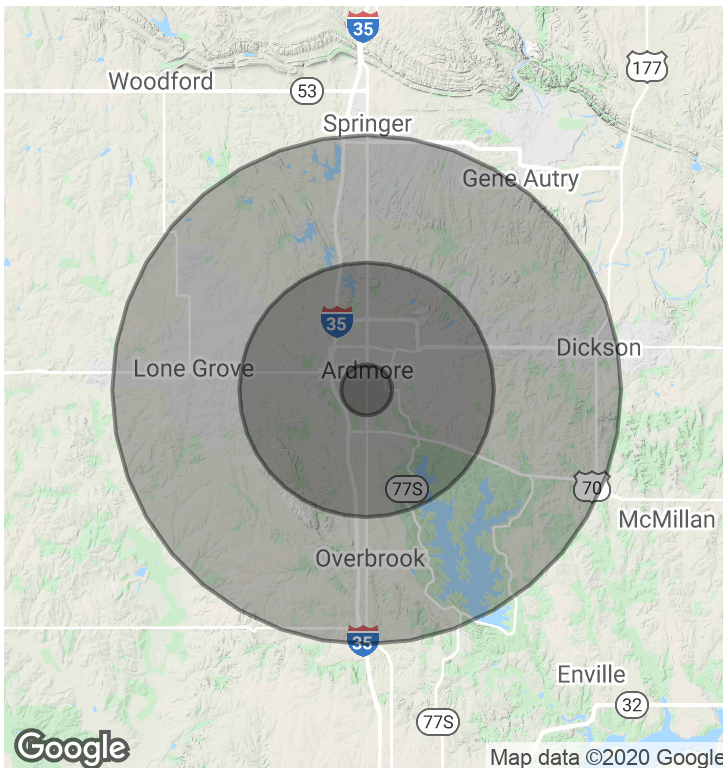 35
177
Woodford
53
Springer
Gene Autry
35
Dickson
Lone Grove
Ardmore
77S
70
McMillan
Overbrook
35
Enville
32
77S
Google
Map data ©2020 Google